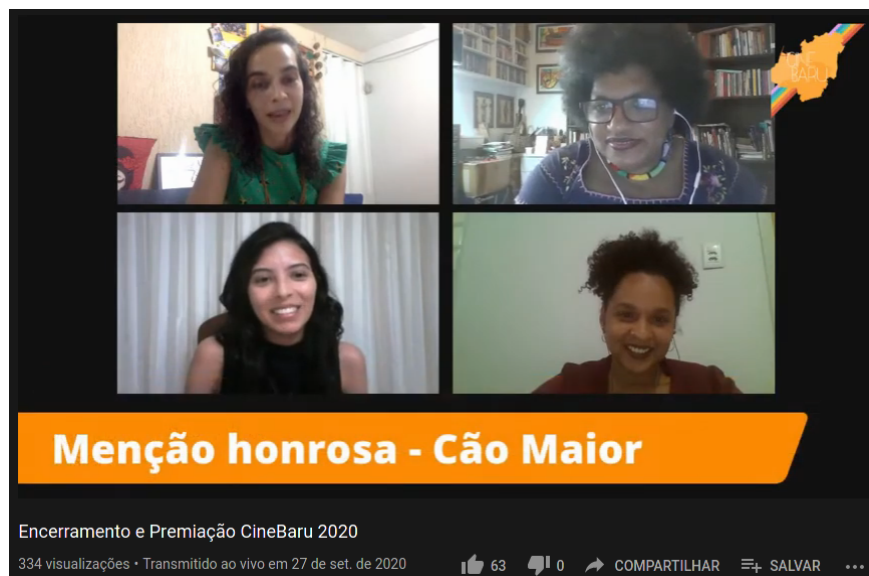 CINE
BARU
Menção honrosa - Cão Maior
Encerramento e Premiação CineBaru 2020
334 visualizações • Transmitido ao vivo em 27 de set. de 2020
63 0 COMPARTILHAR SALVAR